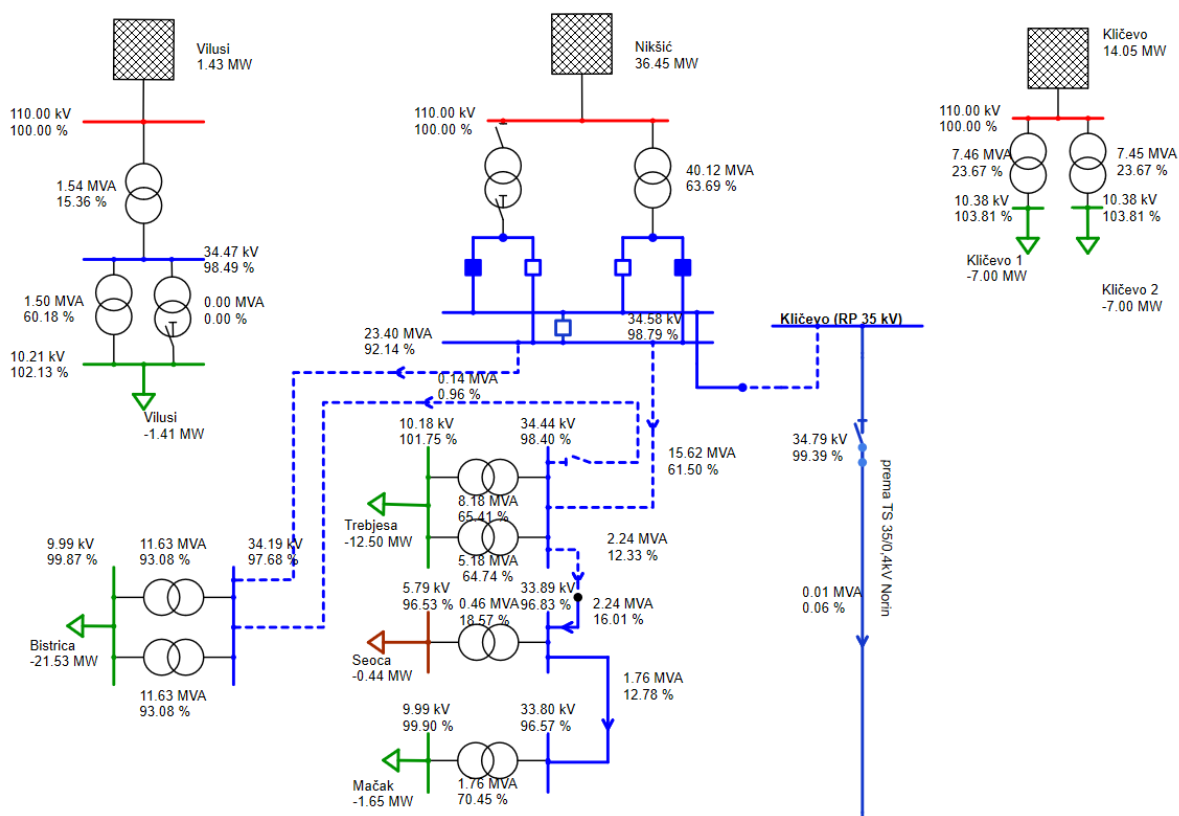 Vilusi
1.43 MW
Nikšić
36.45 MW
Kličevo
14.05 MW
110.00 kV
100.00 %
110.00 kV
100.00 %
110.00 kV
100.00 %
1.54 MVA
15.36 %
40.12 MVA
63.69 %
7.46 MVA
23.67 %
7.45 MVA
23.67 %
10.38 kV
103.81 %
10.38 kV
103.81 %
34.47 kV
98.49 %
Kličevo 1
-7.00 MW
Kličevo 2
-7.00 MW
1.50 MVA
60.18 %
0.00 MVA
0.00 %
23.40 MVA
92.14 %
34.58 kV
98.79 %
Kličevo (RP 35 kV)
10.21 kV
102.13 %
0.14 MVA
0.96 %
Vilusi
-1.41 MW
10.18 kV
101.75 %
34.44 kV
98.40 %
15.62 MVA
61.50 %
34.79 kV
99.39 %
prema TS 35/0,4kV Norin
8.18 MVA
65.41 %
Trebjesa
-12.50 MW
5.18 MVA
64.74 %
2.24 MVA
12.33 %
9.99 kV
99.87 %
11.63 MVA
93.08 %
34.19 kV
97.68 %
5.79 kV
96.53 %
0.46 MVA
18.57 %
33.89 kV
96.83 %
2.24 MVA
16.01 %
0.01 MVA
0.06 %
Bistrica
-21.53 MW
Seoca
-0.44 MW
11.63 MVA
93.08 %
1.76 MVA
12.78 %
9.99 kV
99.90 %
33.80 kV
96.57 %
Mačak
-1.65 MW
1.76 MVA
70.45 %